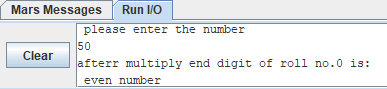 Mars Messages Run I/O
please enter the number
50
Clear
afterr multiply end digit of roll no.0 is:
even number